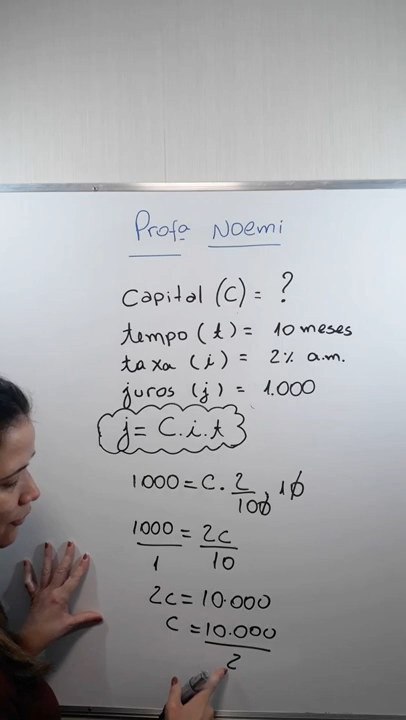 Profa Noemi
Capital (C) = ?
tempo (t) = 10 meses
taxa (i) = 2% a.m.
juros (j) = 1.000
j = C.i.t
1000 = C. 2/100 . 10
1000/1 = 2C/10
2C = 10.000
C = 10.000/2